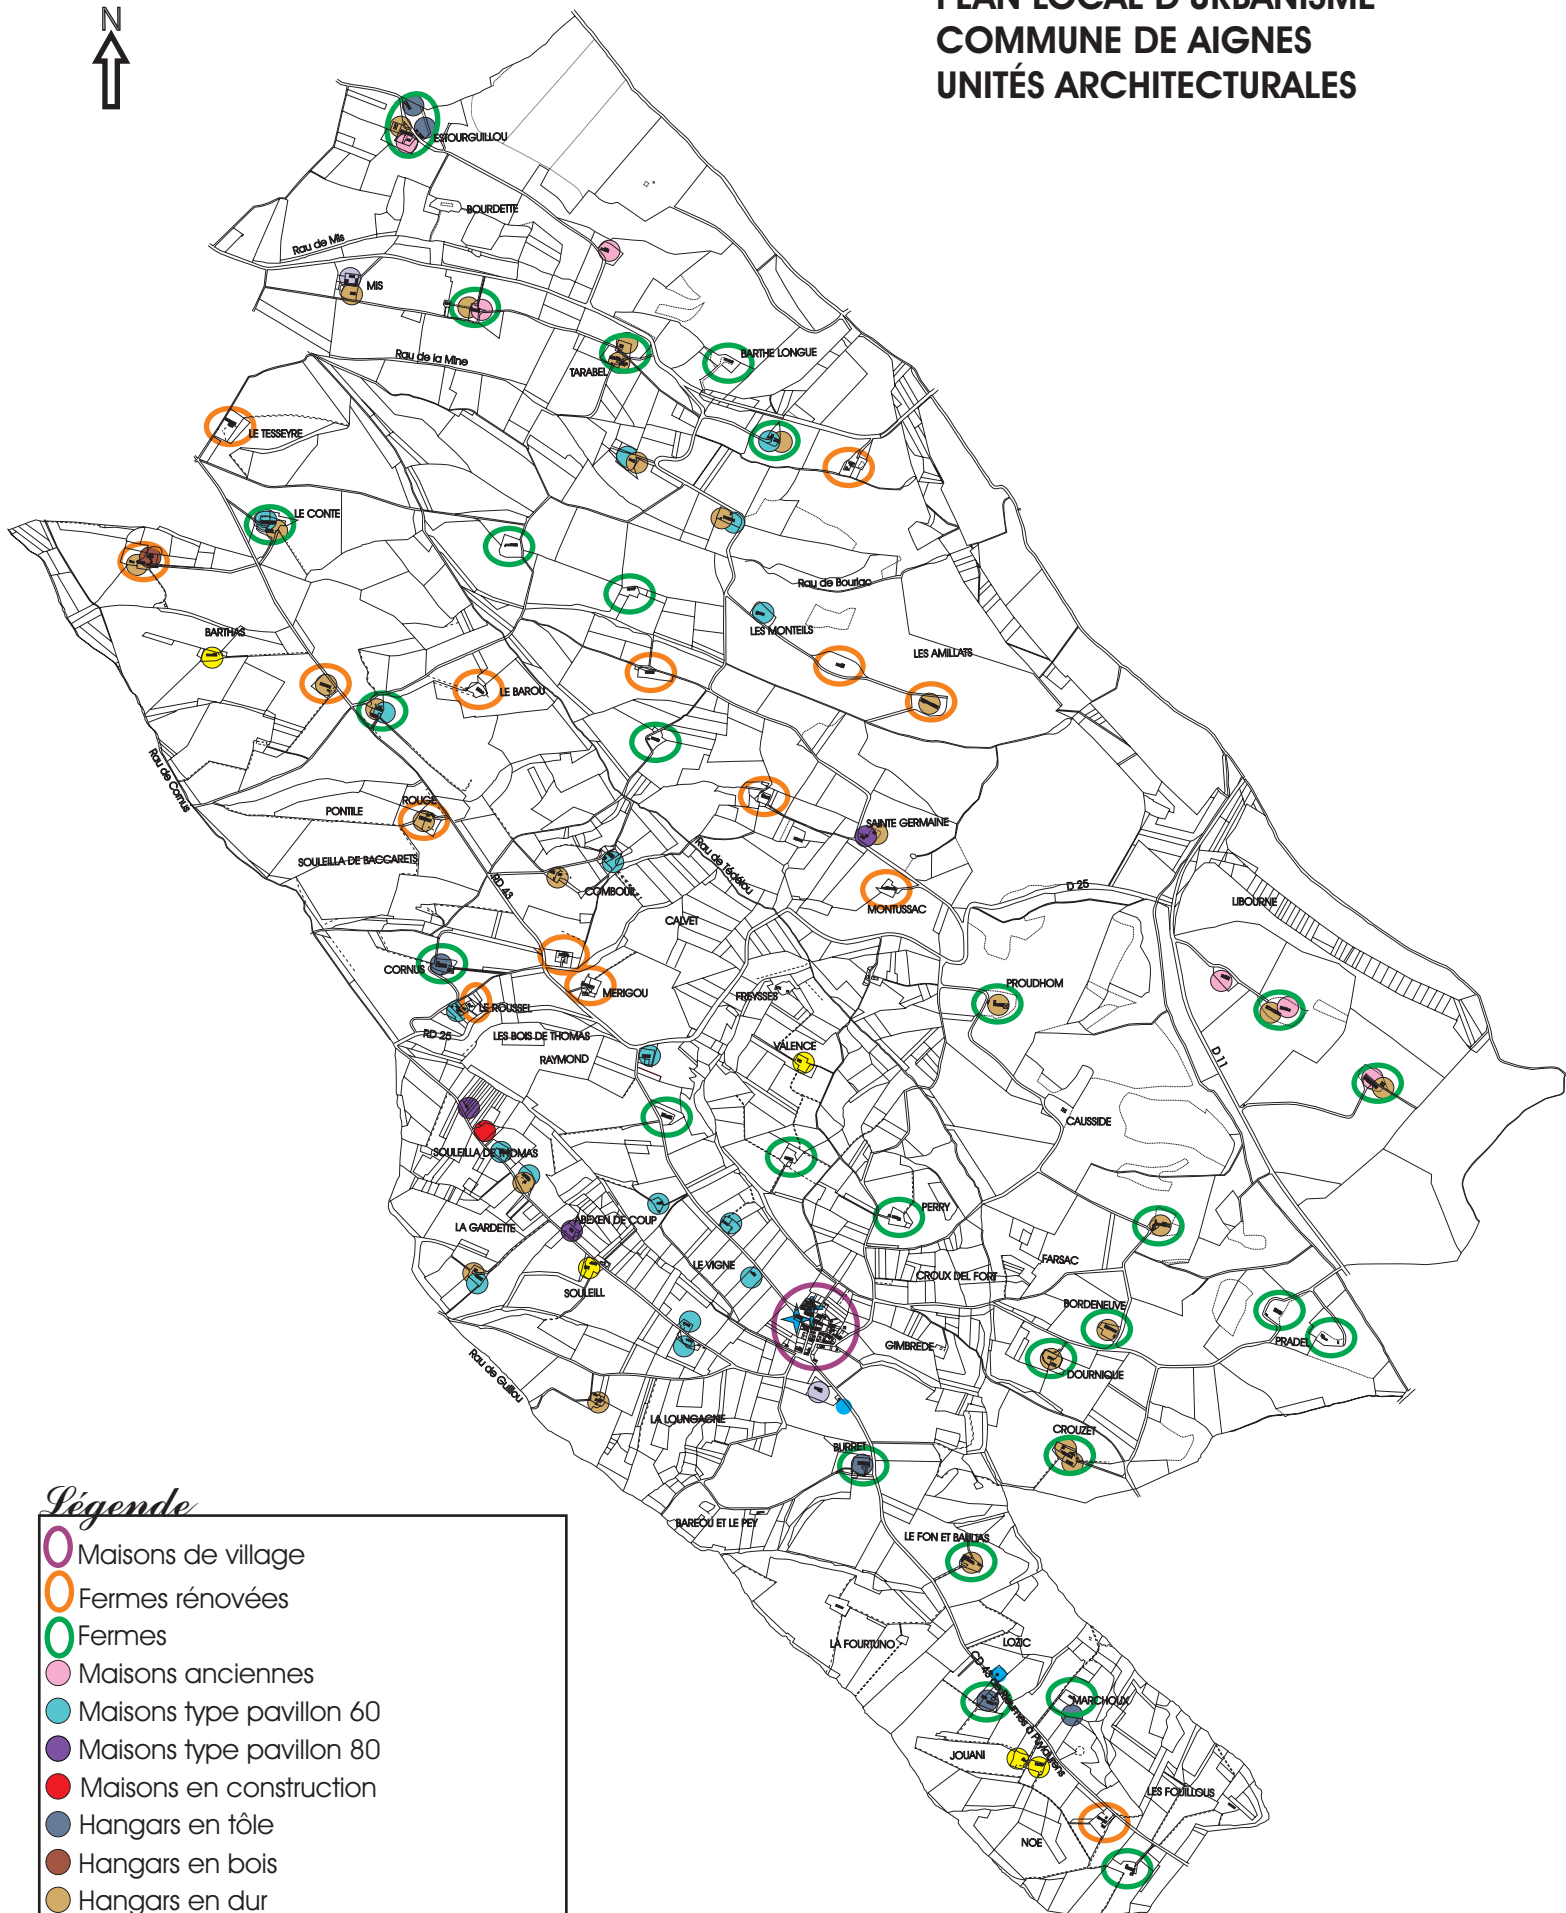 N
PLAN LOCAL D'URBANISME
COMMUNE DE AIGNES
UNITÉS ARCHITECTURALES
ESTOURGUILLOU
BOURDETTE
Rau de Mis
MIS
Rau de la Mine
TARABEL
BARTHE LONGUE
LE TESSEYRE
LE CONTE
Rau de Bourjac
BARTHAS
LES MONTEILS
LES AMILLATS
LE BAROU
Rau de Cornus
PONTILE
ROUGE
SOULEILLA DE BACCARETS
SAINTE GERMAINE
Rau de Tédélou
RD 43
COMBOUIL
D 25
MONTUSSAC
LIBOURNE
CALVET
CORNUS
MERIGOU
FREYSSES
PROUDHOM
LE ROUSSEL
RD 25
LES BOIS DE THOMAS
RAYMOND
VALENCE
D 11
CAUSSIDE
SOULEILLA DE THOMAS
PERRY
LA GARDETTE
ABEXEN DE COUP
LE VIGNE
FARSAC
CROUX DEL FORT
SOULEILL
BORDENEUVE
GIMBREDE
PRADEL
DOURNIQUE
Rau de Guillou
LA LOUNGAGNE
CROUZET
BURRET
BAREOU ET LE PEY
LE FON ET BAULIAS
LA FOURTUNO
LOZIC
MARCHOUX
JOUANI
LES FOUILLOUS
NOE
Légende
Maisons de village
Fermes rénovées
Fermes
Maisons anciennes
Maisons type pavillon 60
Maisons type pavillon 80
Maisons en construction
Hangars en tôle
Hangars en bois
Hangars en dur